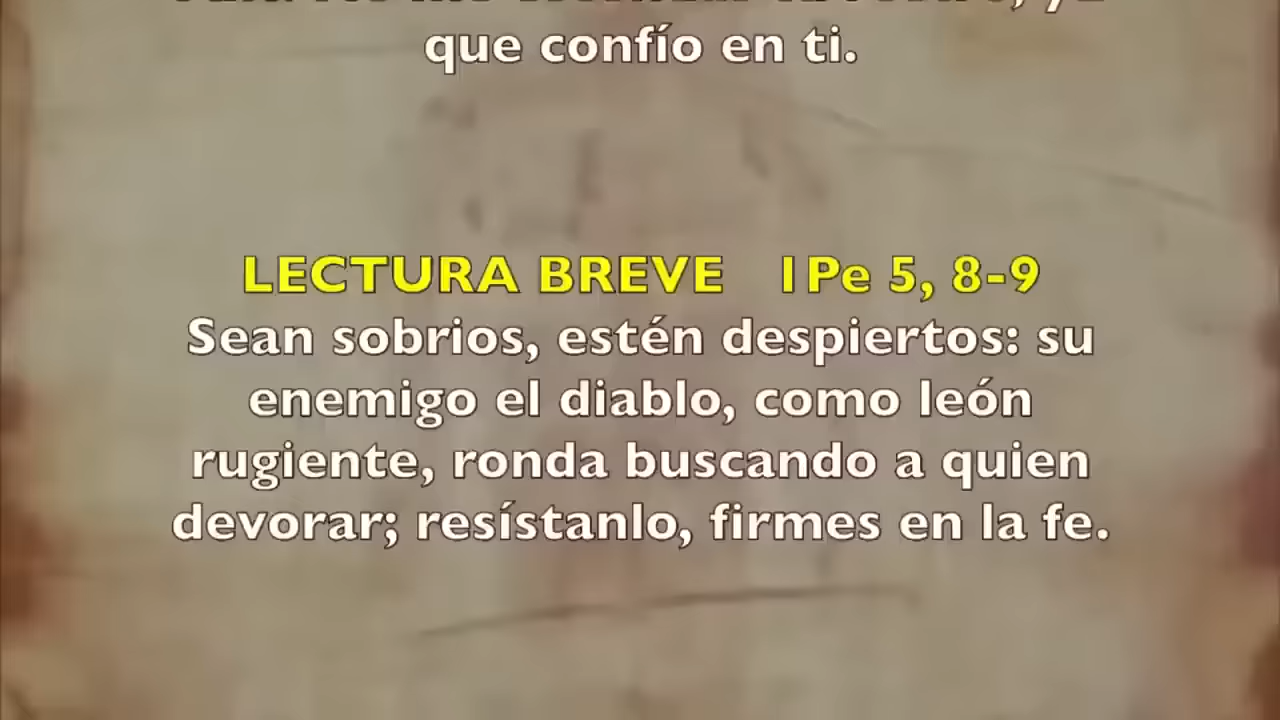 que confío en ti.
LECTURA BREVE 1Pe 5, 8-9
Sean sobrios, estén despiertos: su
enemigo el diablo, como león
rugiente, ronda buscando a quien
devorar; resístanlo, firmes en la fe.